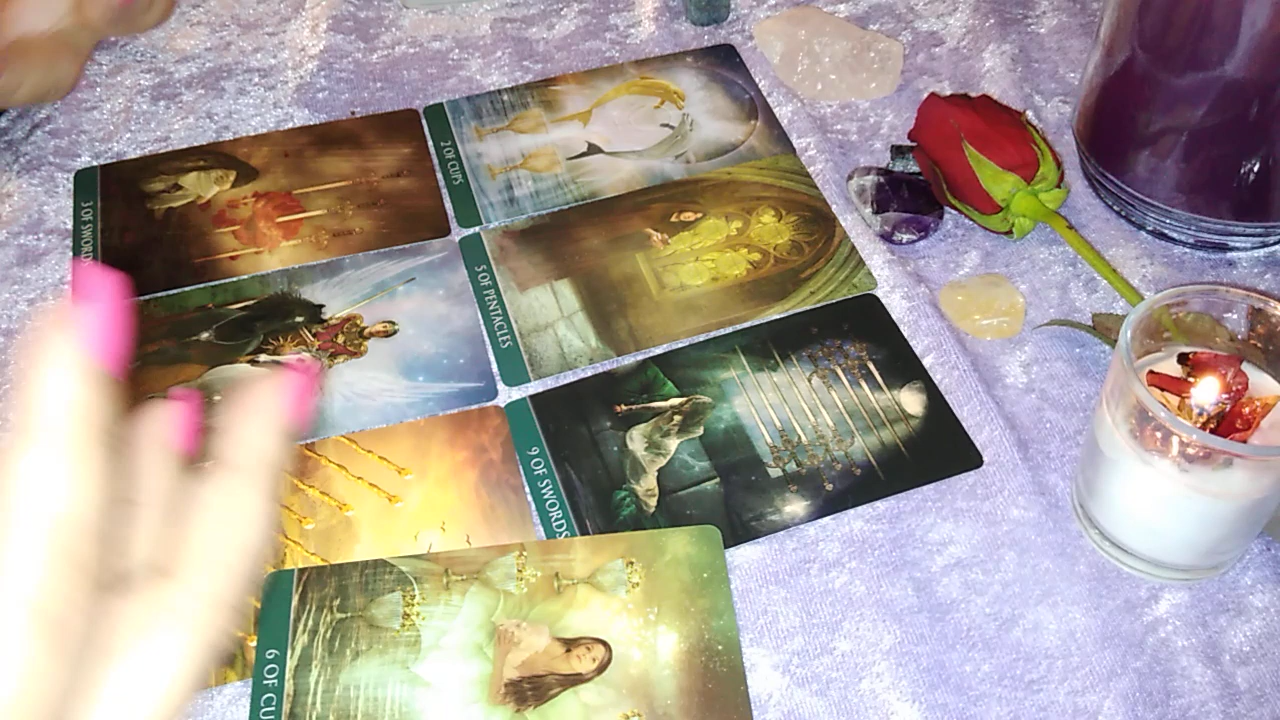 3 OF SWORDS
2 OF CUPS
5 OF PENTACLES
9 OF SWORDS
6 OF CU